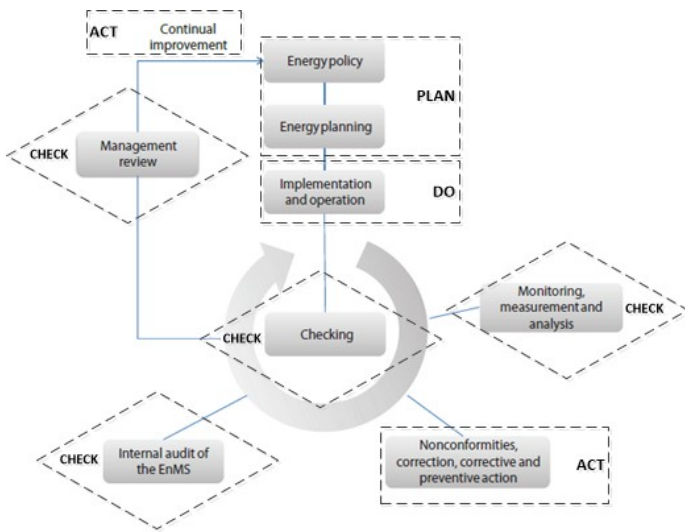 ACT
Continual
improvement
Energy policy
PLAN
Energy planning
CHECK
Management
review
Implementation
and operation
DO
Monitoring,
measurement and
analysis
CHECK
CHECK
Checking
CHECK
Internal audit of
the EnMS
Nonconformities,
correction, corrective and
preventive action
ACT